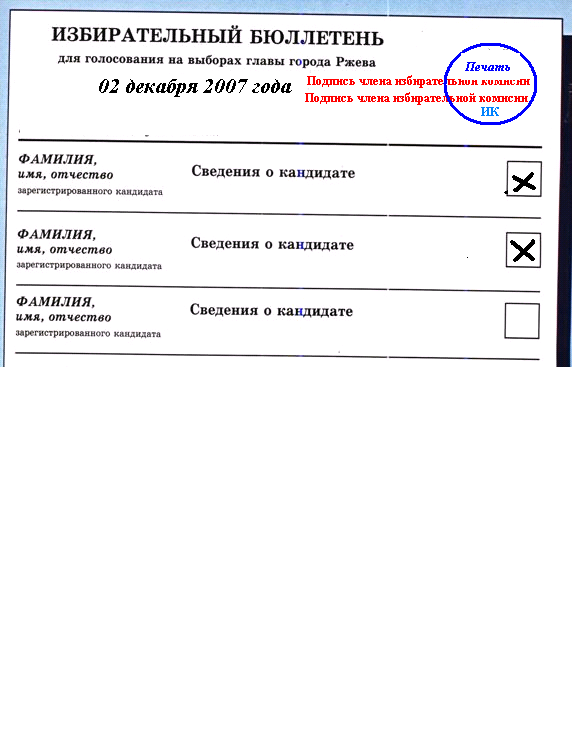 ИЗБИРАТЕЛЬНЫЙ БЮЛЛЕТЕНЬ
для голосования на выборах главы города Ржева
02 декабря 2007 года
Печать
Подпись члена избирательной комисии
Подпись члена избирательной комисии
ИК
ФАМИЛИЯ,
имя, отчество
зарегистрированного кандидата
Сведения о кандидате
ФАМИЛИЯ,
имя, отчество
зарегистрированного кандидата
Сведения о кандидате
ФАМИЛИЯ,
имя, отчество
зарегистрированного кандидата
Сведения о кандидате